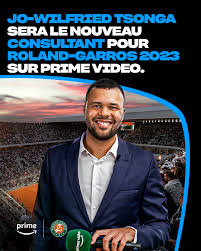 JO-WILFRIED TSONGA
SERA LE NOUVEAU
CONSULTANT POUR
ROLAND-GARROS 2023
SUR PRIME VIDEO.
prime